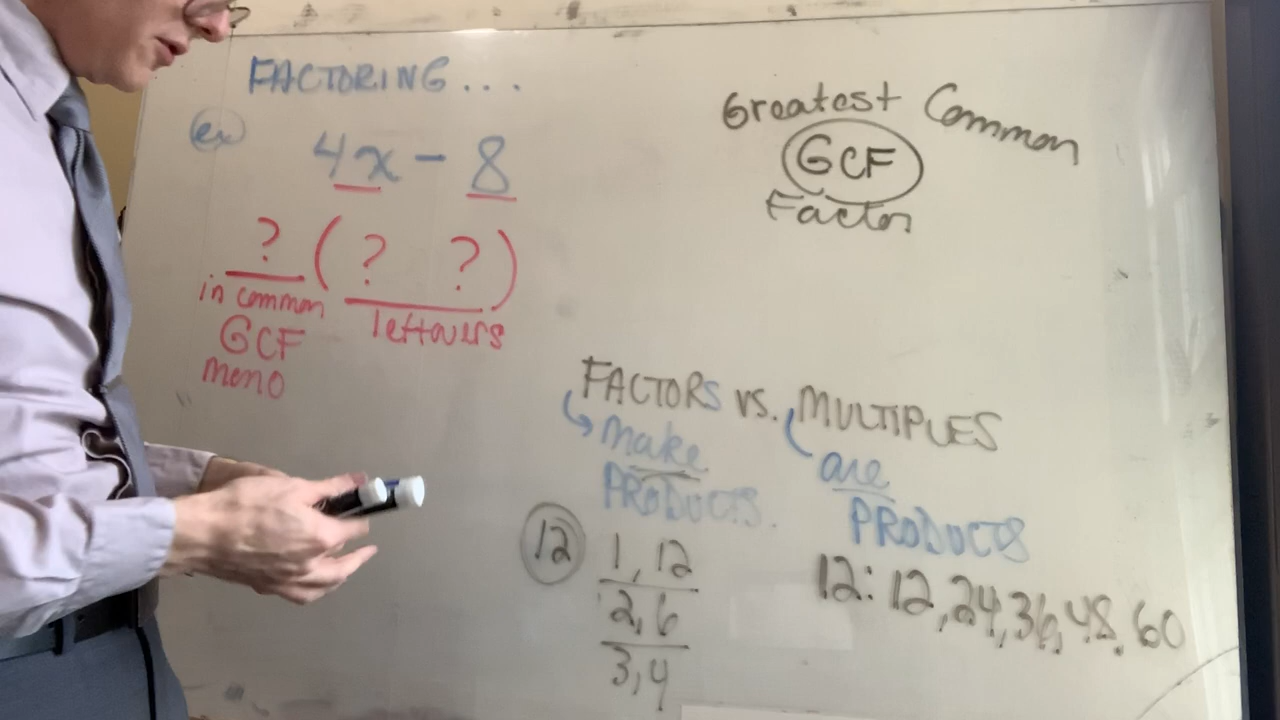 FACTORING...
ex 4x - 8
? ( ? ? )
in common leftovers
GCF
mono
Greatest Common
GCF
Factor
FACTORS vs. MULTIPLES
make PRODUCTS.
are PRODUCTS
12 1, 12
2, 6
3, 4
12: 12, 24, 36, 48, 60